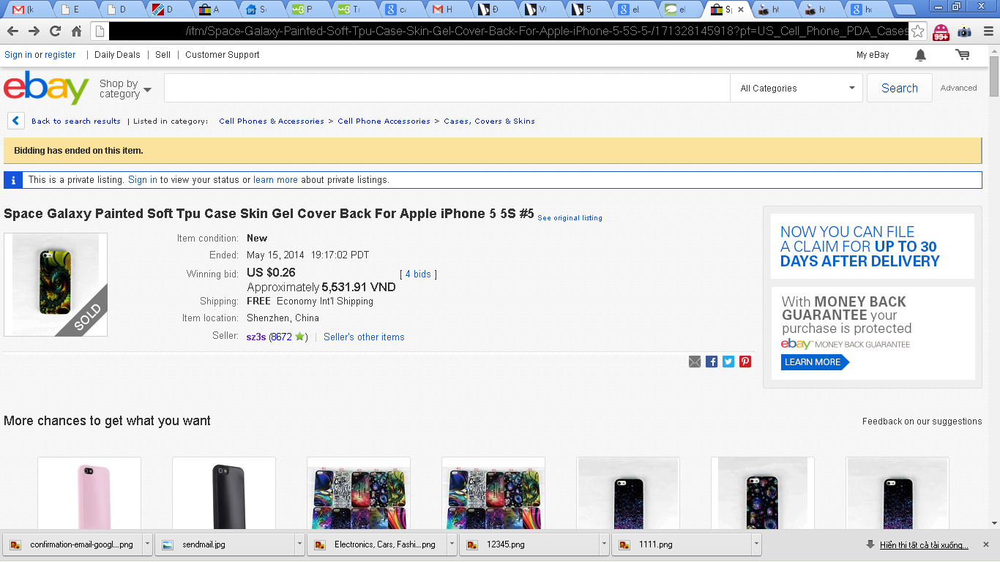 (k
E
D
D
A
S
P
Ti
ca
H
Đ
VI
5
el
el
S
ht
ht
ho
/itm/Space-Galaxy-Painted-Soft-Tpu-Case-Skin-Gel-Cover-Back-For-Apple-iPhone-5-5S-5-/171328145918?pt=US_Cell_Phone_PDA_Cases
99+
Sign in or register | Daily Deals | Sell | Customer Support
My eBay
ebay
Shop by
category
All Categories
Search
Advanced
Back to search results | Listed in category: Cell Phones & Accessories > Cell Phone Accessories > Cases, Covers & Skins
Bidding has ended on this item.
i This is a private listing. Sign in to view your status or learn more about private listings.
Space Galaxy Painted Soft Tpu Case Skin Gel Cover Back For Apple iPhone 5 5S #5 See original listing
SOLD
Item condition: New
Ended: May 15, 2014 19:17:02 PDT
Winning bid: US $0.26 [ 4 bids ]
Approximately 5,531.91 VND
Shipping: FREE Economy Int'l Shipping
Item location: Shenzhen, China
Seller: sz3s (8672 ) | Seller's other items
NOW YOU CAN FILE
A CLAIM FOR UP TO 30
DAYS AFTER DELIVERY
With MONEY BACK
GUARANTEE your
purchase is protected
ebay MONEY BACK GUARANTEE
LEARN MORE
More chances to get what you want
Feedback on our suggestions
confirmation-email-googl....png
sendmail.jpg
Electronics, Cars, Fashi....png
12345.png
1111.png
Hiển thị tất cả tải xuống...